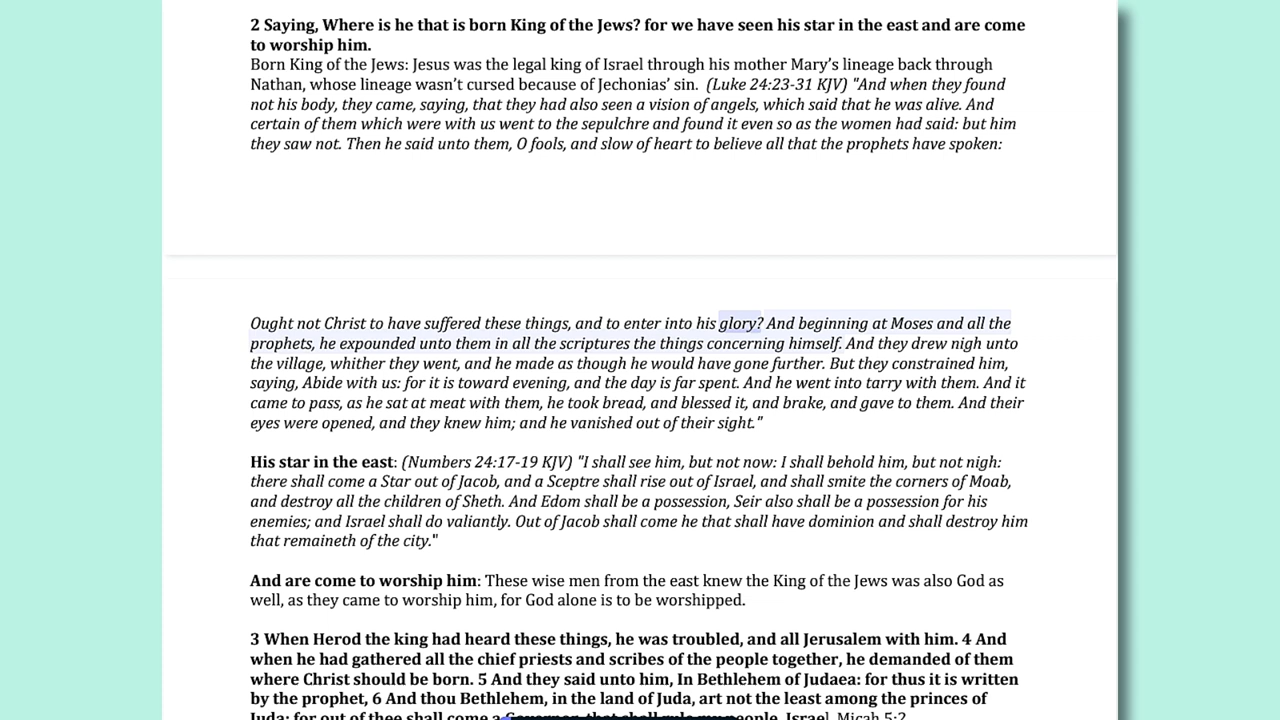 2 Saying, Where is he that is born King of the Jews? for we have seen his star in the east and are come
to worship him.
Born King of the Jews: Jesus was the legal king of Israel through his mother Mary’s lineage back through
Nathan, whose lineage wasn’t cursed because of Jechonias’ sin. (Luke 24:23-31 KJV) "And when they found
not his body, they came, saying, that they had also seen a vision of angels, which said that he was alive. And
certain of them which were with us went to the sepulchre and found it even so as the women had said: but him
they saw not. Then he said unto them, O fools, and slow of heart to believe all that the prophets have spoken:
Ought not Christ to have suffered these things, and to enter into his glory? And beginning at Moses and all the
prophets, he expounded unto them in all the scriptures the things concerning himself. And they drew nigh unto
the village, whither they went, and he made as though he would have gone further. But they constrained him,
saying, Abide with us: for it is toward evening, and the day is far spent. And he went into tarry with them. And it
came to pass, as he sat at meat with them, he took bread, and blessed it, and brake, and gave to them. And their
eyes were opened, and they knew him; and he vanished out of their sight."
His star in the east: (Numbers 24:17-19 KJV) "I shall see him, but not now: I shall behold him, but not nigh:
there shall come a Star out of Jacob, and a Sceptre shall rise out of Israel, and shall smite the corners of Moab,
and destroy all the children of Sheth. And Edom shall be a possession, Seir also shall be a possession for his
enemies; and Israel shall do valiantly. Out of Jacob shall come he that shall have dominion and shall destroy him
that remaineth of the city."
And are come to worship him: These wise men from the east knew the King of the Jews was also God as
well, as they came to worship him, for God alone is to be worshipped.
3 When Herod the king had heard these things, he was troubled, and all Jerusalem with him. 4 And
when he had gathered all the chief priests and scribes of the people together, he demanded of them
where Christ should be born. 5 And they said unto him, In Bethlehem of Judaea: for thus it is written
by the prophet, 6 And thou Bethlehem, in the land of Juda, art not the least among the princes of
Juda: for out of thee shall come a Governor, that shall rule my people, Israel. Micah 5:2